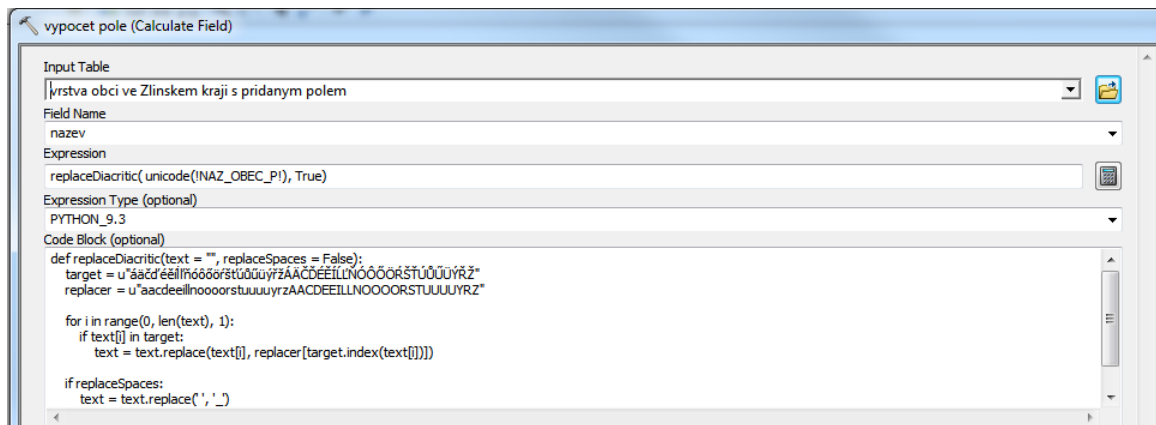 vypocet pole (Calculate Field)
Input Table
vrstva obci ve Zlinskem kraji s pridanym polem
Field Name
nazev
Expression
replaceDiacritic( unicode(!NAZ_OBEC_P!), True)
Expression Type (optional)
PYTHON_9.3
Code Block (optional)
def replaceDiacritic(text = "", replaceSpaces = False):
target = u"áäčďéěíĺľňóôőöŕšťúůűüýřžÁÄČĎÉĚÍĹĽŇÓÔŐÖŔŠŤÚŮŰÜÝŘŽ"
replacer = u"aacdeeillnoooorstuuuuyrzAACDEEILLNOOOORSTUUUUYRZ"
for i in range(0, len(text), 1):
if text[i] in target:
text = text.replace(text[i], replacer[target.index(text[i])])
if replaceSpaces:
text = text.replace(' ', '_')